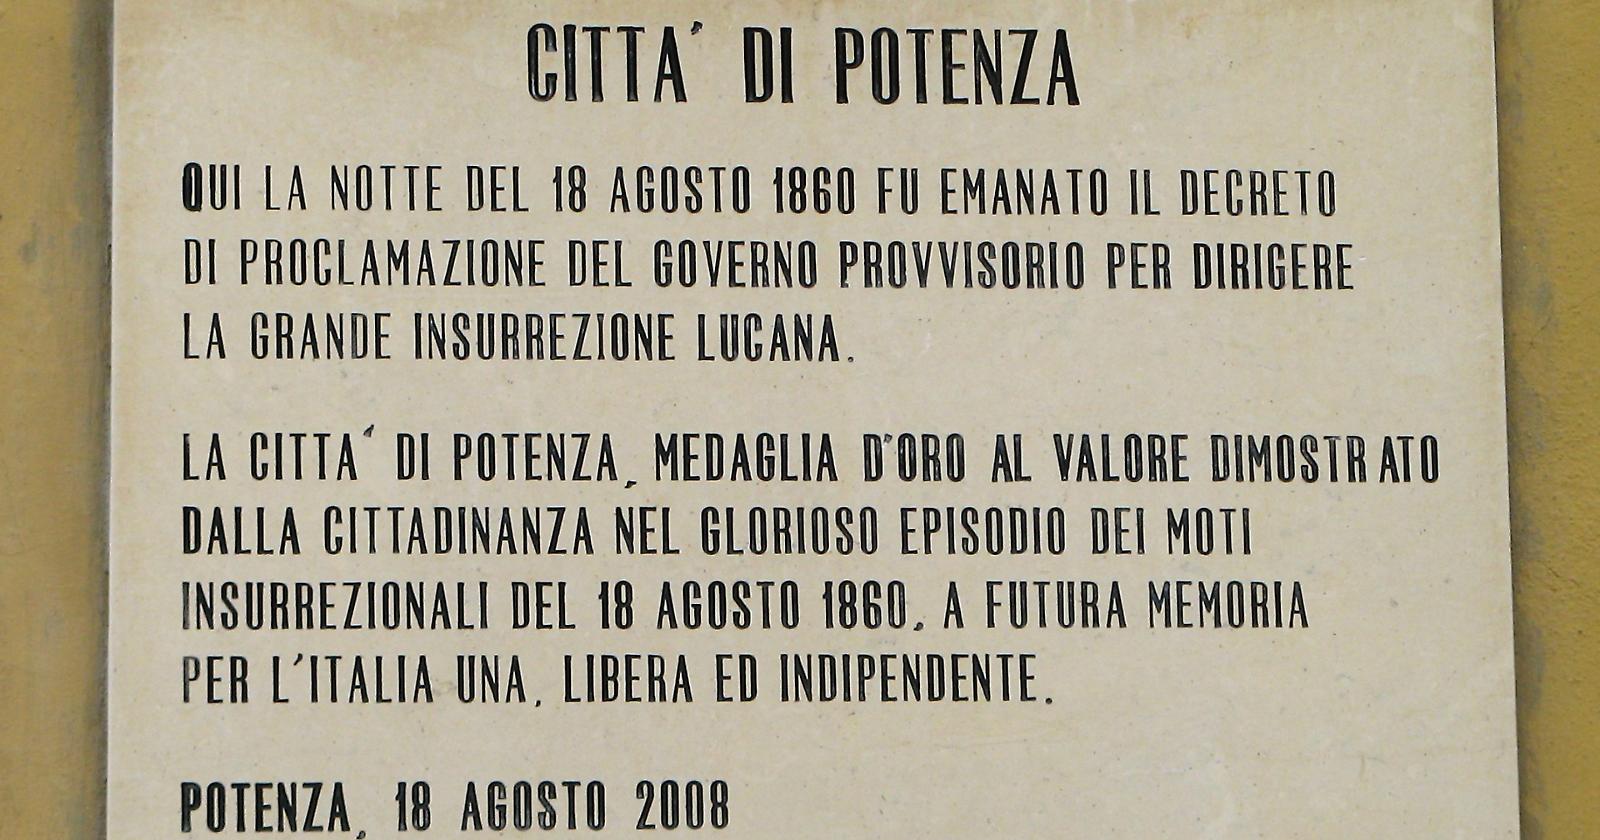 CITTA' DI POTENZA
QUI LA NOTTE DEL 18 AGOSTO 1860 FU EMANATO IL DECRETO
DI PROCLAMAZIONE DEL GOVERNO PROVVISORIO PER DIRIGERE
LA GRANDE INSURREZIONE LUCANA.
LA CITTA' DI POTENZA, MEDAGLIA D'ORO AL VALORE DIMOSTRATO
DALLA CITTADINANZA NEL GLORIOSO EPISODIO DEI MOTI
INSURREZIONALI DEL 18 AGOSTO 1860, A FUTURA MEMORIA
PER L'ITALIA UNA, LIBERA ED INDIPENDENTE.
POTENZA, 18 AGOSTO 2008